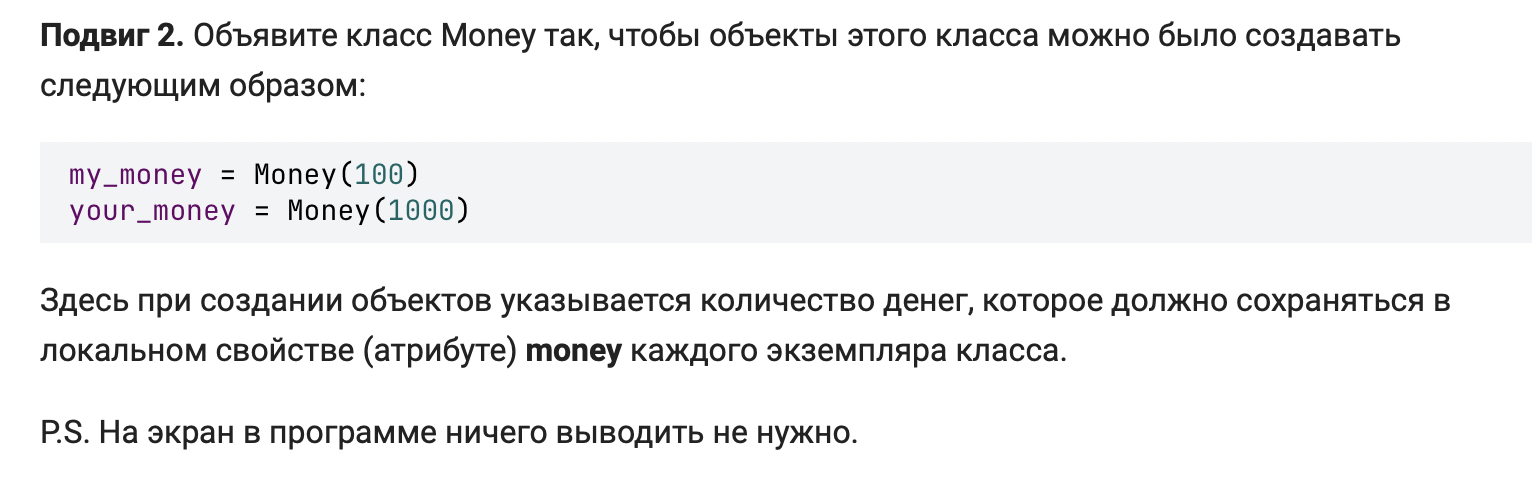 Подвиг 2. Объявите класс Money так, чтобы объекты этого класса можно было создавать
следующим образом:
my_money = Money(100)
your_money = Money(1000)
Здесь при создании объектов указывается количество денег, которое должно сохраняться в
локальном свойстве (атрибуте) money каждого экземпляра класса.
P.S. На экран в программе ничего выводить не нужно.